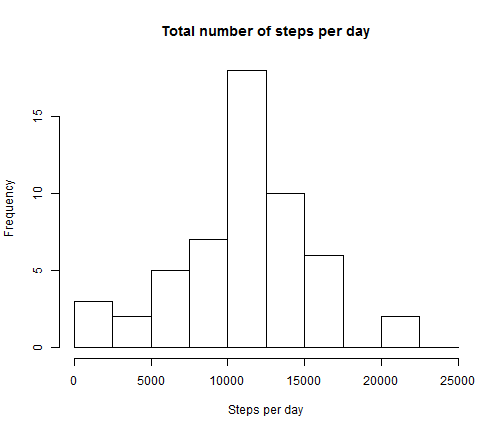 Total number of steps per day
Frequency
15
10
5
0
0 5000 10000 15000 20000 25000
Steps per day